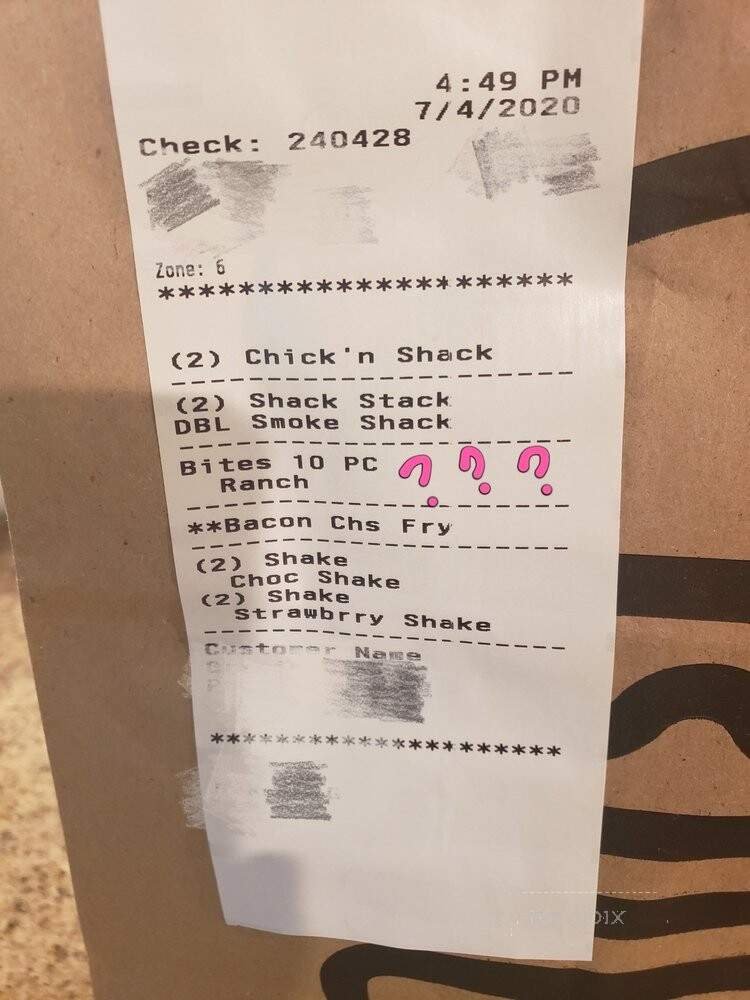 4:49 PM
7/4/2020
Check: 240428
Zone: 6
*********************
(2) Chick'n Shack
(2) Shack Stack
DBL Smoke Shack
Bites 10 PC ? ? ?
Ranch
**Bacon Chs Fry
(2) Shake
Choc Shake
(2) Shake
Strawbrry Shake
Customer Name
**********************